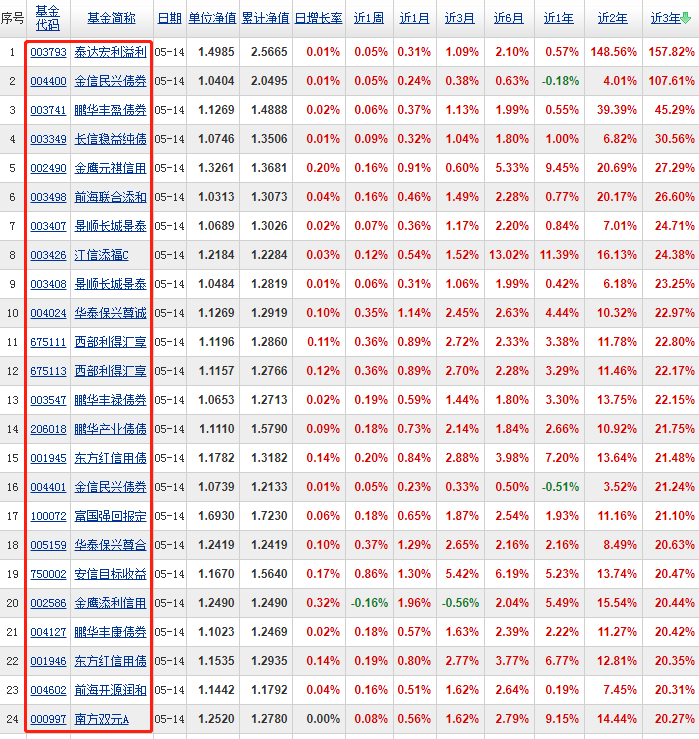 序号 基金代码 基金简称 日期 单位净值 累计净值 日增长率 近1周 近1月 近3月 近6月 近1年 近2年 近3年
1 003793 泰达宏利溢利 05-14 1.4985 2.5665 0.01% 0.05% 0.31% 1.09% 2.10% 0.57% 148.56% 157.82%
2 004400 金信民兴债券 05-14 1.0404 2.0495 0.01% 0.05% 0.24% 0.38% 0.63% -0.18% 4.01% 107.61%
3 003741 鹏华丰盈债券 05-14 1.1269 1.4888 0.02% 0.06% 0.37% 1.13% 1.99% 0.55% 39.39% 45.29%
4 003349 长信稳益纯债 05-14 1.0746 1.3506 0.01% 0.09% 0.32% 1.04% 1.80% 1.00% 6.82% 30.56%
5 002490 金鹰元祺信用 05-14 1.3261 1.3681 0.20% 0.16% 0.91% 0.60% 5.33% 9.45% 20.69% 27.29%
6 003498 前海联合添和 05-14 1.0313 1.3073 0.04% 0.16% 0.46% 1.49% 2.28% 0.77% 20.17% 26.60%
7 003407 景顺长城景泰 05-14 1.0689 1.3026 0.02% 0.07% 0.36% 1.17% 2.20% 0.84% 7.01% 24.71%
8 003426 江信添福C 05-14 1.2184 1.2284 0.03% 0.12% 0.54% 1.52% 13.02% 11.39% 16.13% 24.38%
9 003408 景顺长城景泰 05-14 1.0484 1.2819 0.01% 0.06% 0.31% 1.06% 1.99% 0.42% 6.18% 23.25%
10 004024 华泰保兴尊诚 05-14 1.1269 1.2919 0.10% 0.35% 1.14% 2.45% 2.63% 4.44% 10.32% 22.97%
11 675111 西部利得汇享 05-14 1.1196 1.2860 0.11% 0.36% 0.89% 2.72% 2.33% 3.38% 11.78% 22.80%
12 675113 西部利得汇享 05-14 1.1157 1.2766 0.12% 0.36% 0.89% 2.70% 2.28% 3.29% 11.46% 22.17%
13 003547 鹏华丰禄债券 05-14 1.0653 1.2713 0.02% 0.19% 0.59% 1.44% 1.80% 3.30% 13.75% 22.15%
14 206018 鹏华产业债债 05-14 1.1110 1.5790 0.09% 0.18% 0.73% 2.14% 1.84% 2.66% 10.92% 21.75%
15 001945 东方红信用债 05-14 1.1782 1.3182 0.14% 0.20% 0.84% 2.88% 3.98% 7.20% 13.64% 21.48%
16 004401 金信民兴债券 05-14 1.0739 1.2133 0.01% 0.05% 0.23% 0.33% 0.50% -0.51% 3.52% 21.24%
17 100072 富国强回报定 05-14 1.6930 1.7230 0.06% 0.18% 0.65% 1.87% 2.54% 1.93% 11.16% 21.10%
18 005159 华泰保兴尊合 05-14 1.2419 1.2419 0.10% 0.37% 1.29% 2.65% 2.16% 2.16% 8.49% 20.63%
19 750002 安信目标收益 05-14 1.1670 1.5640 0.17% 0.86% 1.30% 5.42% 6.19% 5.23% 13.74% 20.47%
20 002586 金鹰添利信用 05-14 1.2490 1.2490 0.32% -0.16% 1.96% -0.56% 2.04% 5.49% 15.54% 20.44%
21 004127 鹏华丰康债券 05-14 1.1023 1.2469 0.02% 0.18% 0.57% 1.63% 2.39% 2.22% 11.27% 20.42%
22 001946 东方红信用债 05-14 1.1535 1.2935 0.14% 0.19% 0.80% 2.77% 3.77% 6.77% 12.81% 20.35%
23 004602 前海开源润和 05-14 1.1442 1.1792 0.04% 0.16% 0.51% 1.62% 2.64% 0.19% 7.45% 20.31%
24 000997 南方双元A 05-14 1.2520 1.2780 0.00% 0.08% 0.56% 1.62% 2.79% 9.15% 14.44% 20.27%